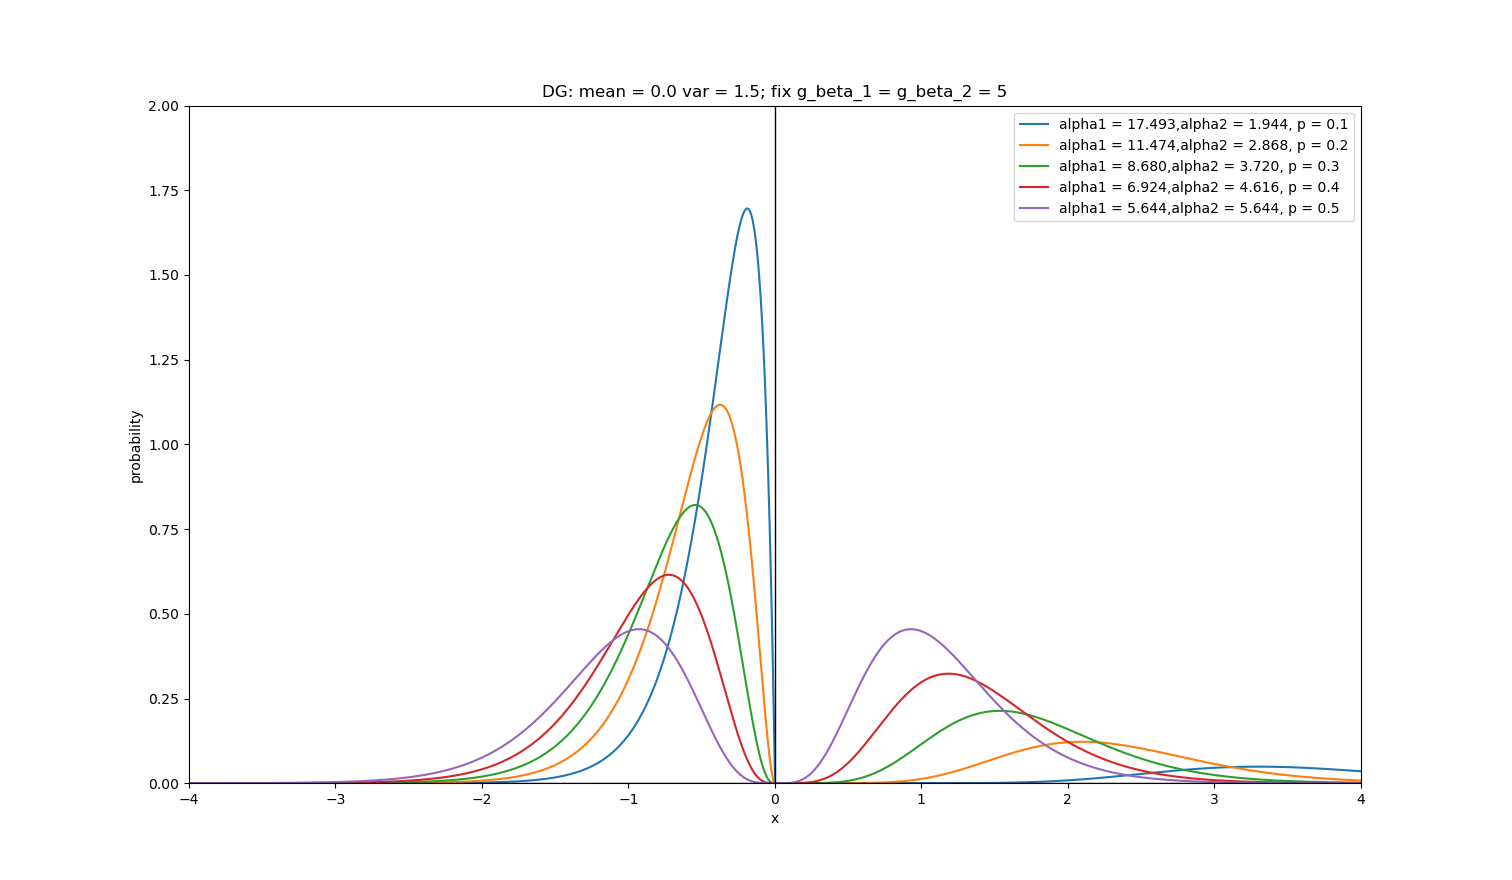 DG: mean = 0.0 var = 1.5; fix g_beta_1 = g_beta_2 = 5
2.00
1.75
1.50
1.25
1.00
0.75
0.50
0.25
0.00
probability
alpha1 = 17.493,alpha2 = 1.944, p = 0.1
alpha1 = 11.474,alpha2 = 2.868, p = 0.2
alpha1 = 8.680,alpha2 = 3.720, p = 0.3
alpha1 = 6.924,alpha2 = 4.616, p = 0.4
alpha1 = 5.644,alpha2 = 5.644, p = 0.5
−4 −3 −2 −1 0 1 2 3 4
x